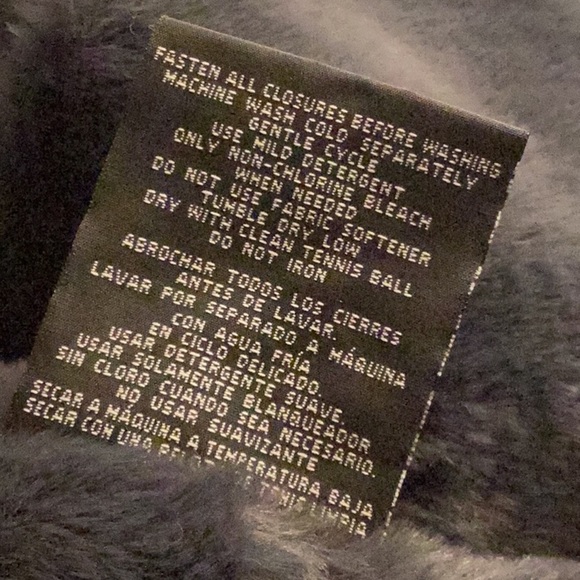 FASTEN ALL CLOSURES BEFORE WASHING
MACHINE WASH COLD SEPARATELY
GENTLE CYCLE
USE MILD DETERGENT
ONLY NON-CHLORINE BLEACH
WHEN NEEDED
DO NOT USE FABRIC SOFTENER
TUMBLE DRY LOW
DRY WITH CLEAN TENNIS BALL
DO NOT IRON
ABROCHAR TODOS LOS CIERRES
ANTES DE LAVAR.
LAVAR POR SEPARADO A MÁQUINA
CON AGUA FRÍA
EN CICLO DELICADO.
USAR DETERGENTE SUAVE
USAR SOLAMENTE BLANQUEADOR
SIN CLORO CUANDO SEA NECESARIO.
NO USAR SUAVIZANTE
SECAR A MÁQUINA A TEMPERATURA BAJA
SECAR CON UNA LIMPIA